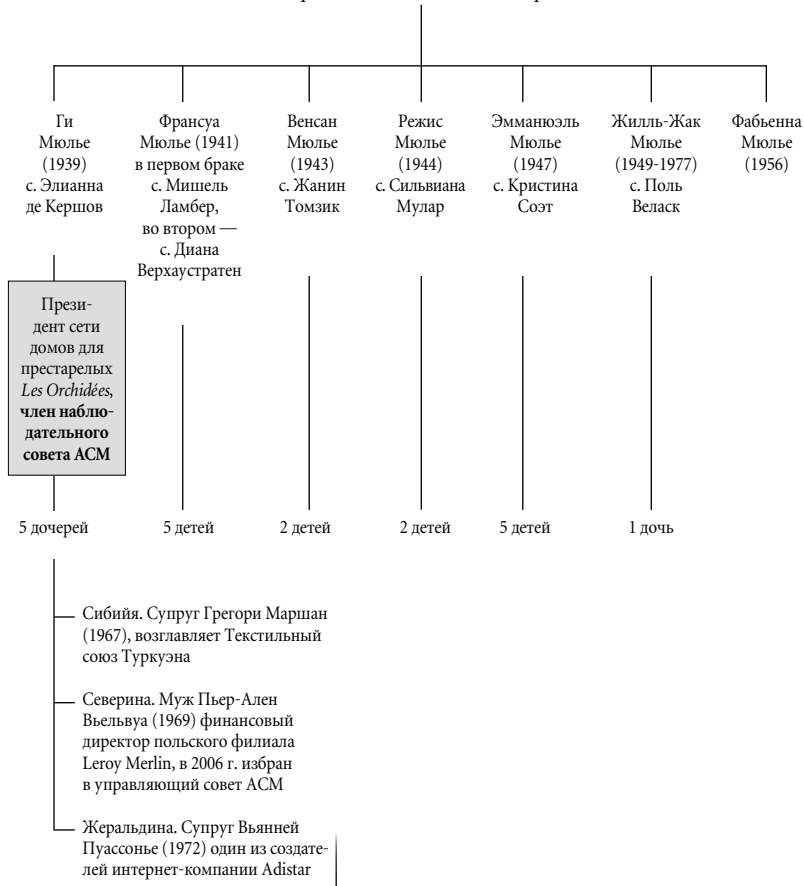 Ги
Мюлье
(1939)
с. Элианна
де Кершов
Франсуа
Мюлье (1941)
в первом браке
с. Мишель
Ламбер,
во втором —
с. Диана
Верхаустратен
Венсан
Мюлье
(1943)
с. Жанин
Томзик
Режис
Мюлье
(1944)
с. Сильвиана
Мулар
Эмманюэль
Мюлье
(1947)
с. Кристина
Соэт
Жилль-Жак
Мюлье
(1949-1977)
с. Поль
Веласк
Фабьенна
Мюлье
(1956)
Прези-
дент сети
домов для
престарелых
Les Orchidées,
член наблю-
дательного
совета АСМ
5 дочерей
5 детей
2 детей
2 детей
5 детей
1 дочь
Сибийя. Супруг Грегори Маршан
(1967), возглавляет Текстильный
союз Туркуэна
Северина. Муж Пьер-Ален
Вьельвуа (1969) финансовый
директор польского филиала
Leroy Merlin, в 2006 г. избран
в управляющий совет АСМ
Жеральдина. Супруг Вьянней
Пуассонье (1972) один из создате-
лей интернет-компании Adistar